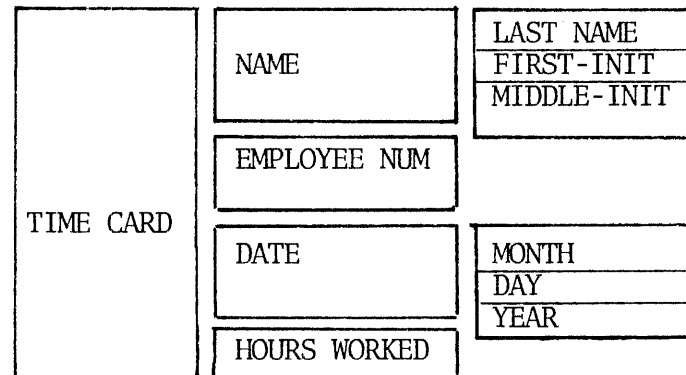 TIME CARD
NAME
LAST NAME
FIRST-INIT
MIDDLE-INIT
EMPLOYEE NUM
DATE
MONTH
DAY
YEAR
HOURS WORKED